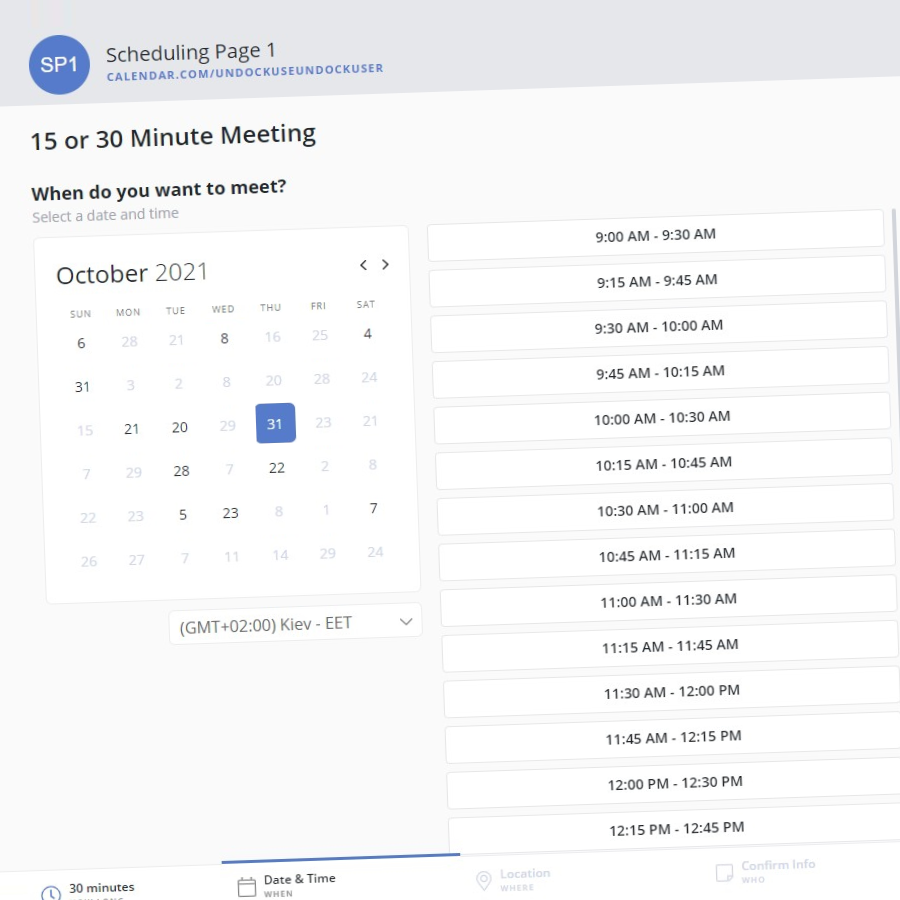 SP1
Scheduling Page 1
CALENDAR.COM/UNDOCKUSEUNDOCKUSER
15 or 30 Minute Meeting
When do you want to meet?
Select a date and time
October 2021
SUN MON TUE WED THU FRI SAT
6 28 21 8 16 25 4
31 3 2 8 20 28 24
15 21 20 29 31 23 21
7 29 28 7 22 2 8
22 23 5 23 8 1 7
26 27 7 11 14 29 24
(GMT+02:00) Kiev - EET
9:00 AM - 9:30 AM
9:15 AM - 9:45 AM
9:30 AM - 10:00 AM
9:45 AM - 10:15 AM
10:00 AM - 10:30 AM
10:15 AM - 10:45 AM
10:30 AM - 11:00 AM
10:45 AM - 11:15 AM
11:00 AM - 11:30 AM
11:15 AM - 11:45 AM
11:30 AM - 12:00 PM
11:45 AM - 12:15 PM
12:00 PM - 12:30 PM
12:15 PM - 12:45 PM
30 minutes
Date & Time
WHEN
Location
WHERE
Confirm Info
WHO